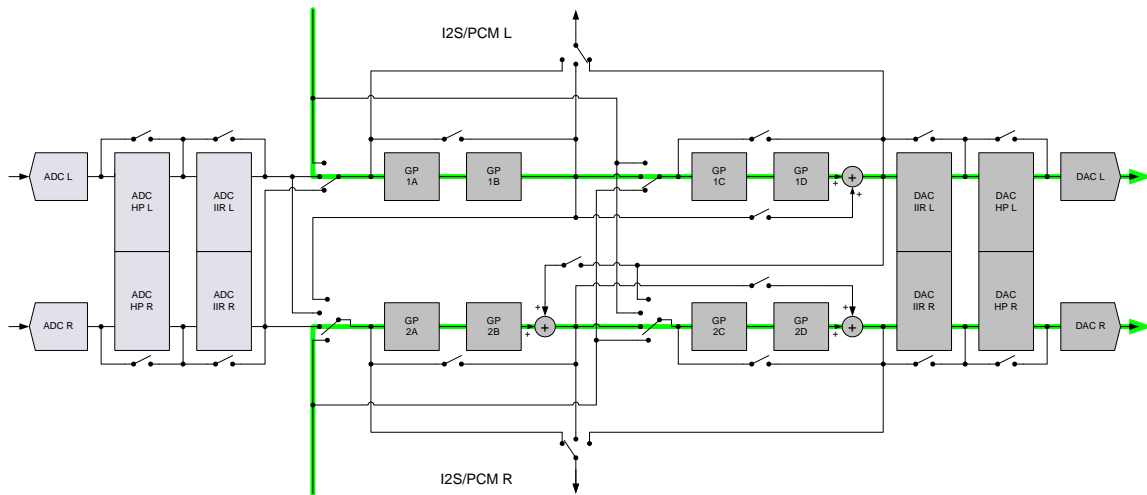 I2S/PCM L
ADC L
ADC
HP L
ADC
IIR L
GP
1A
GP
1B
GP
1C
GP
1D
+
+
+
DAC
IIR L
DAC
HP L
DAC L
ADC R
ADC
HP R
ADC
IIR R
GP
2A
GP
2B
+
+
+
GP
2C
GP
2D
+
+
+
DAC
IIR R
DAC
HP R
DAC R
I2S/PCM R